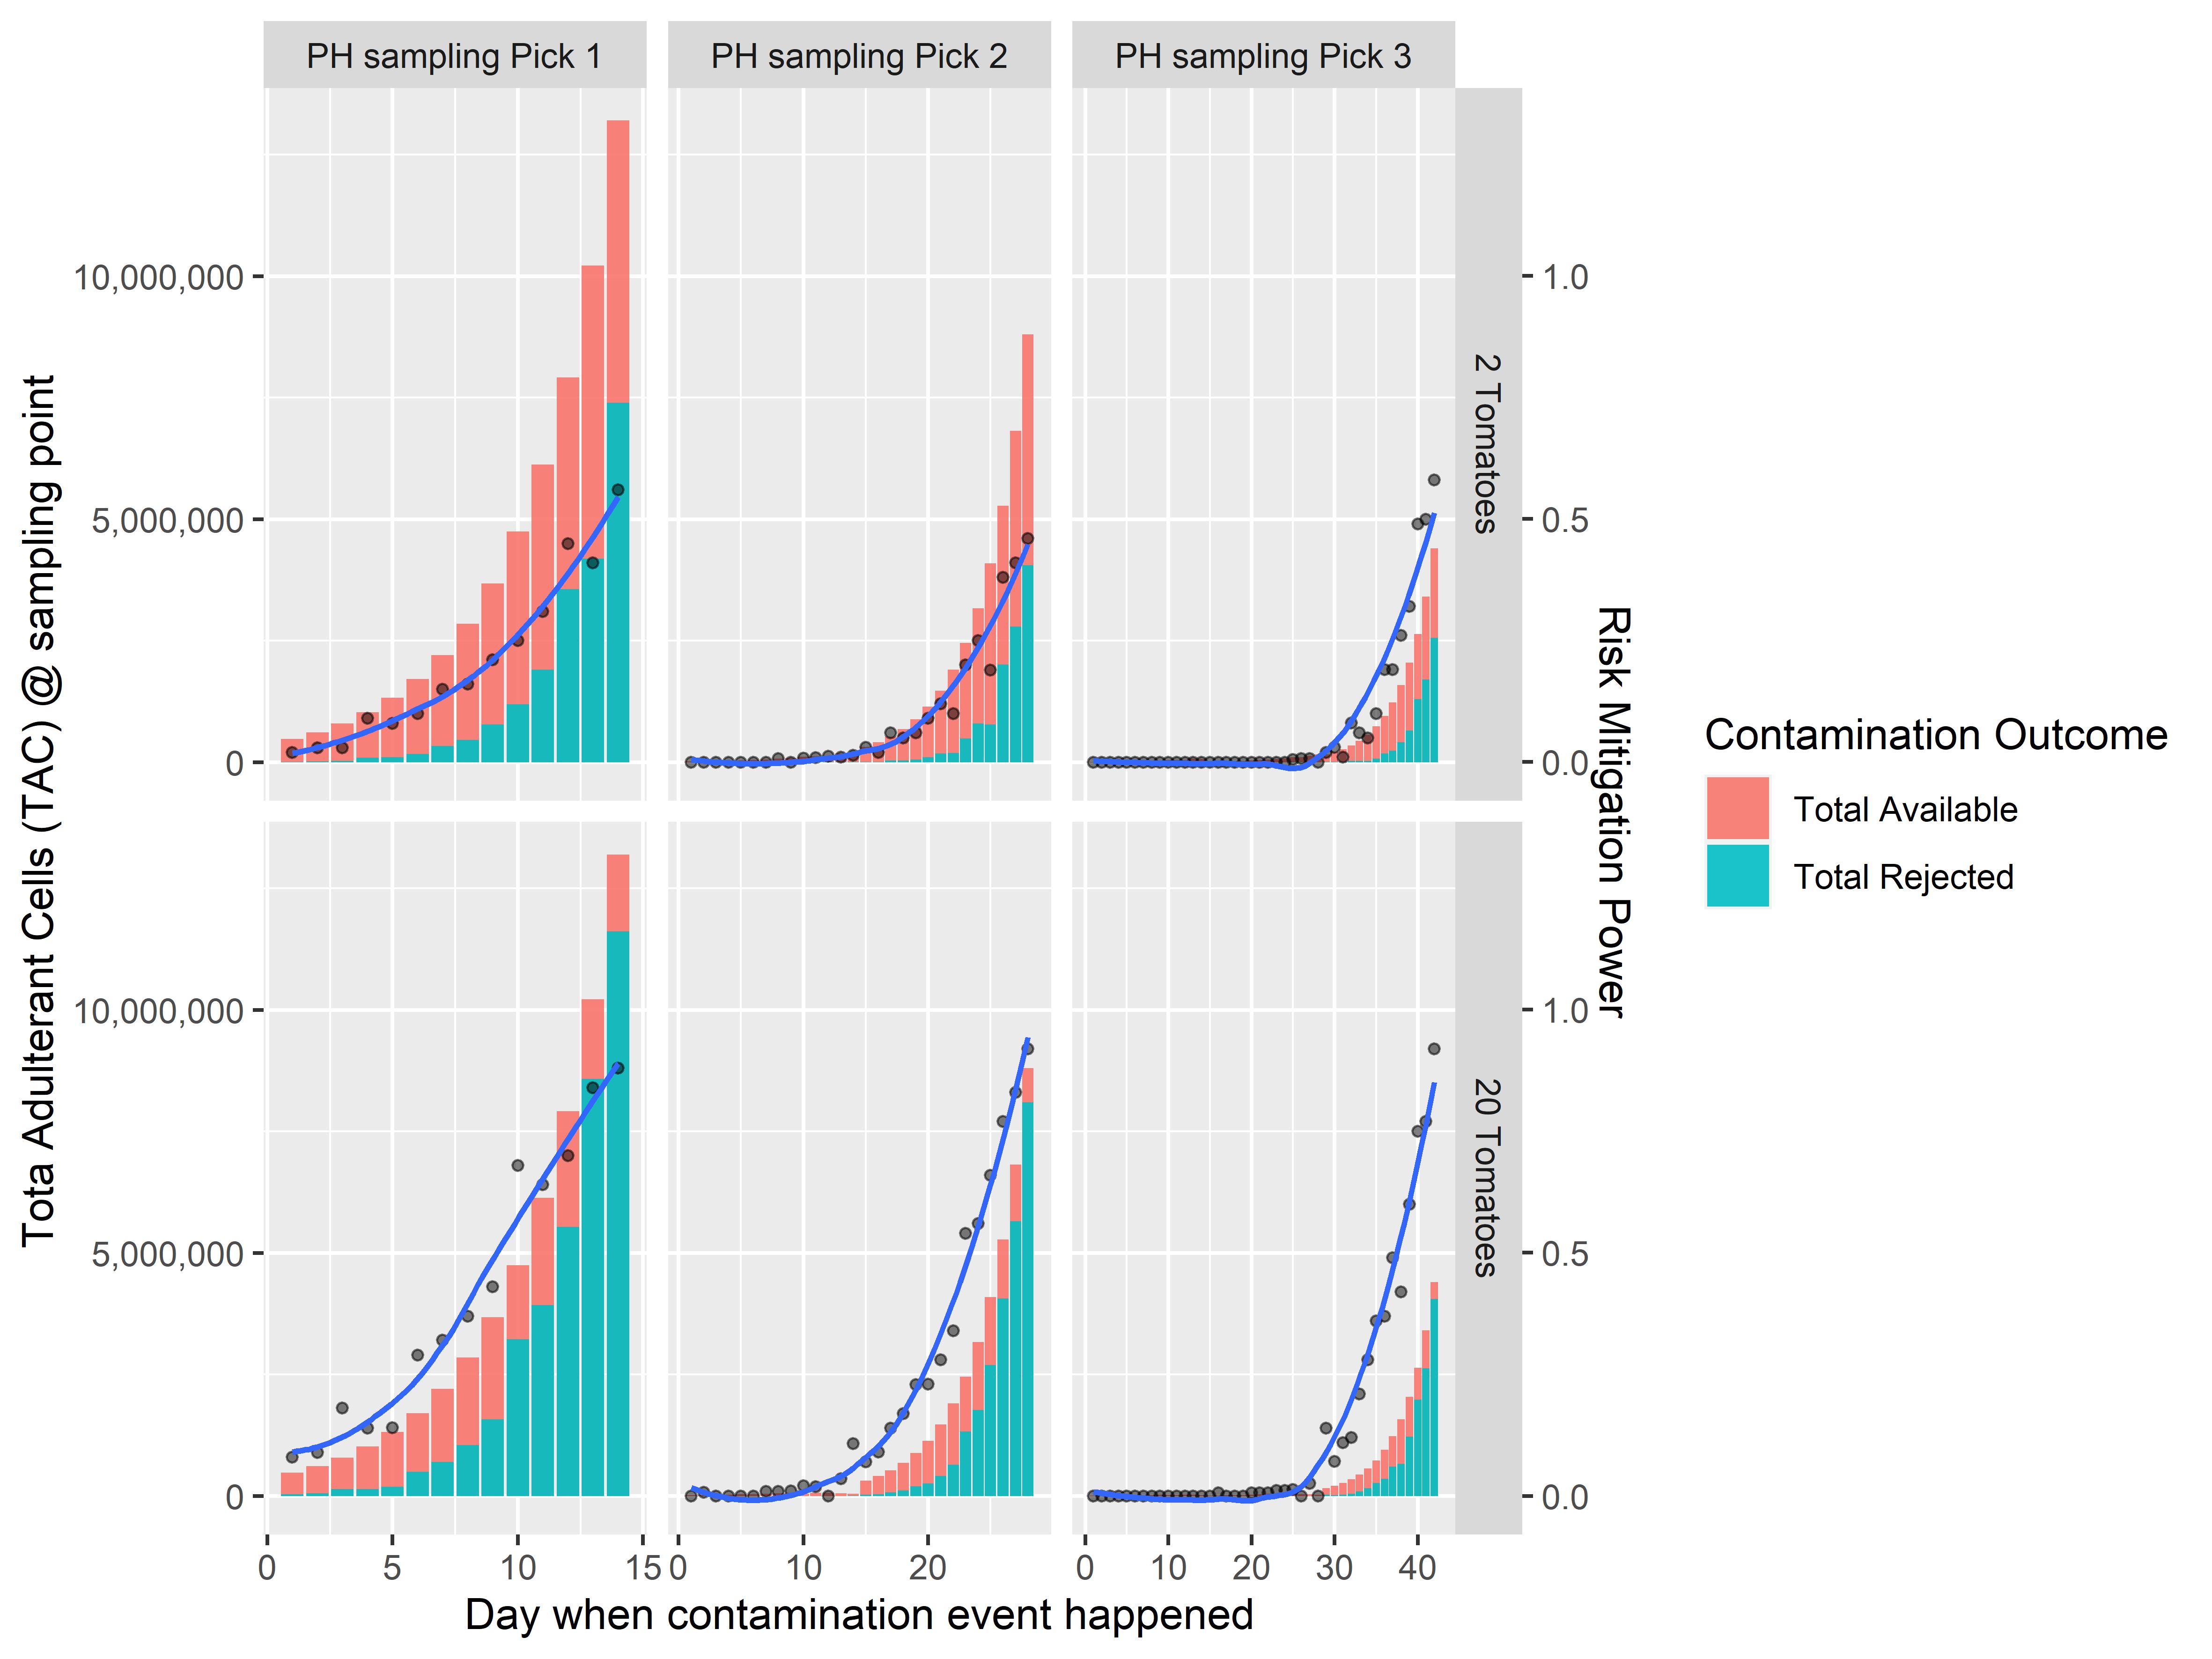 PH sampling Pick 1
PH sampling Pick 2
PH sampling Pick 3
Tota Adulterant Cells (TAC) @ sampling point
10,000,000
5,000,000
0
1.0
0.5
0.0
2 Tomatoes
10,000,000
5,000,000
0
1.0
0.5
0.0
20 Tomatoes
Risk Mitigation Power
0 5 10 15
0 10 20
0 10 20 30 40
Day when contamination event happened
Contamination Outcome
Total Available
Total Rejected